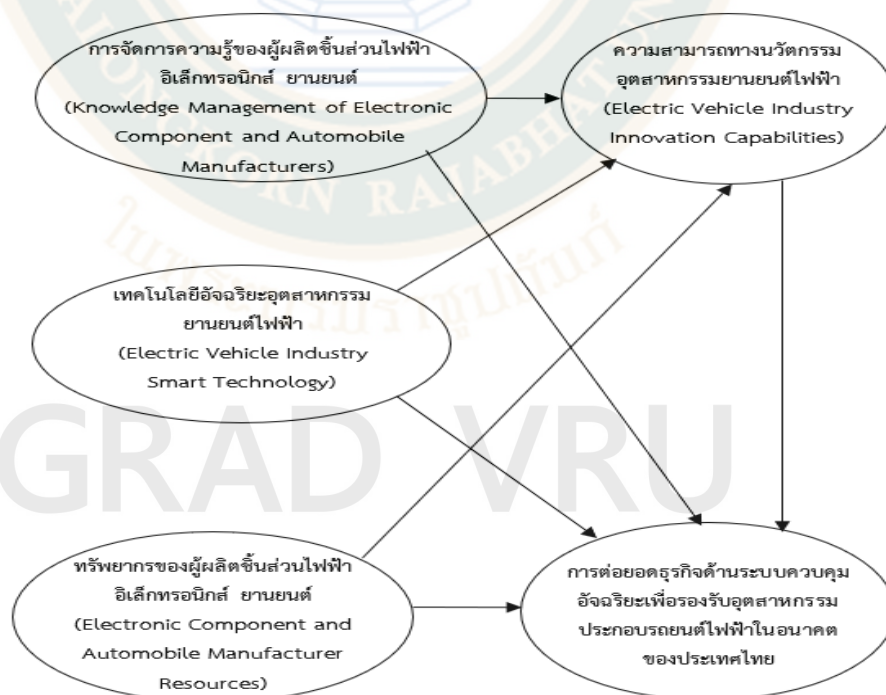 การจัดการความรู้ของผู้ผลิตชิ้นส่วนไฟฟ้า
อิเล็กทรอนิกส์ ยานยนต์
(Knowledge Management of Electronic
Component and Automobile
Manufacturers)
ความสามารถทางนวัตกรรม
อุตสาหกรรมยานยนต์ไฟฟ้า
(Electric Vehicle Industry
Innovation Capabilities)
เทคโนโลยีอัจฉริยะอุตสาหกรรม
ยานยนต์ไฟฟ้า
(Electric Vehicle Industry
Smart Technology)
ทรัพยากรของผู้ผลิตชิ้นส่วนไฟฟ้า
อิเล็กทรอนิกส์ ยานยนต์
(Electronic Component and
Automobile Manufacturer
Resources)
การต่อยอดธุรกิจด้านระบบควบคุม
อัจฉริยะเพื่อรองรับอุตสาหกรรม
ประกอบรถยนต์ไฟฟ้าในอนาคต
ของประเทศไทย
GRAD VRU